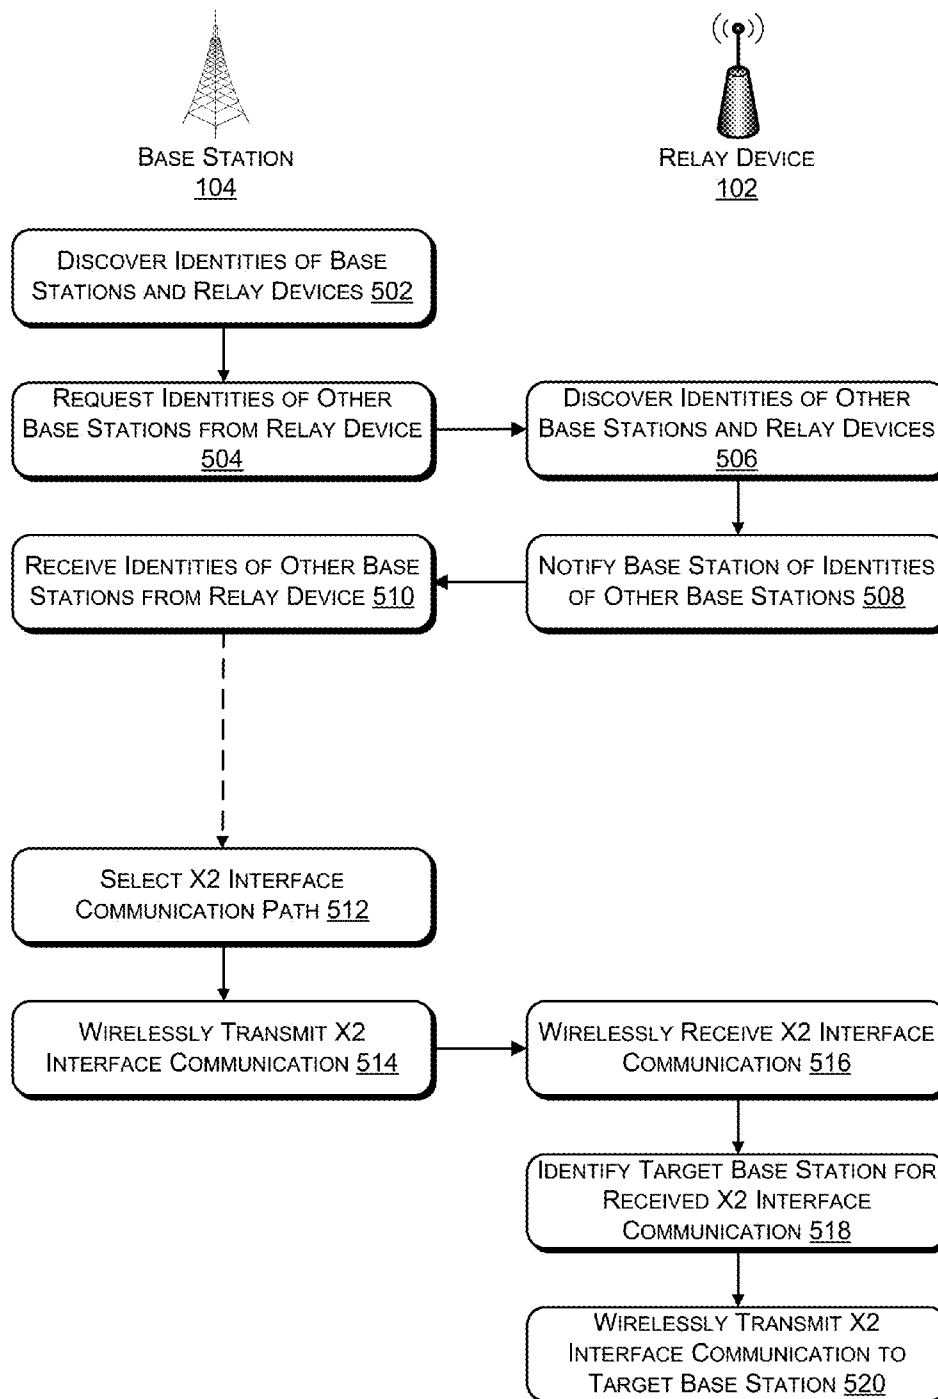 BASE STATION
104
RELAY DEVICE
102
DISCOVER IDENTITIES OF BASE
STATIONS AND RELAY DEVICES 502
REQUEST IDENTITIES OF OTHER
BASE STATIONS FROM RELAY DEVICE
504
DISCOVER IDENTITIES OF OTHER
BASE STATIONS AND RELAY DEVICES
506
RECEIVE IDENTITIES OF OTHER BASE
STATIONS FROM RELAY DEVICE 510
NOTIFY BASE STATION OF IDENTITIES
OF OTHER BASE STATIONS 508
SELECT X2 INTERFACE
COMMUNICATION PATH 512
WIRELESSLY TRANSMIT X2
INTERFACE COMMUNICATION 514
WIRELESSLY RECEIVE X2 INTERFACE
COMMUNICATION 516
IDENTIFY TARGET BASE STATION FOR
RECEIVED X2 INTERFACE
COMMUNICATION 518
WIRELESSLY TRANSMIT X2
INTERFACE COMMUNICATION TO
TARGET BASE STATION 520